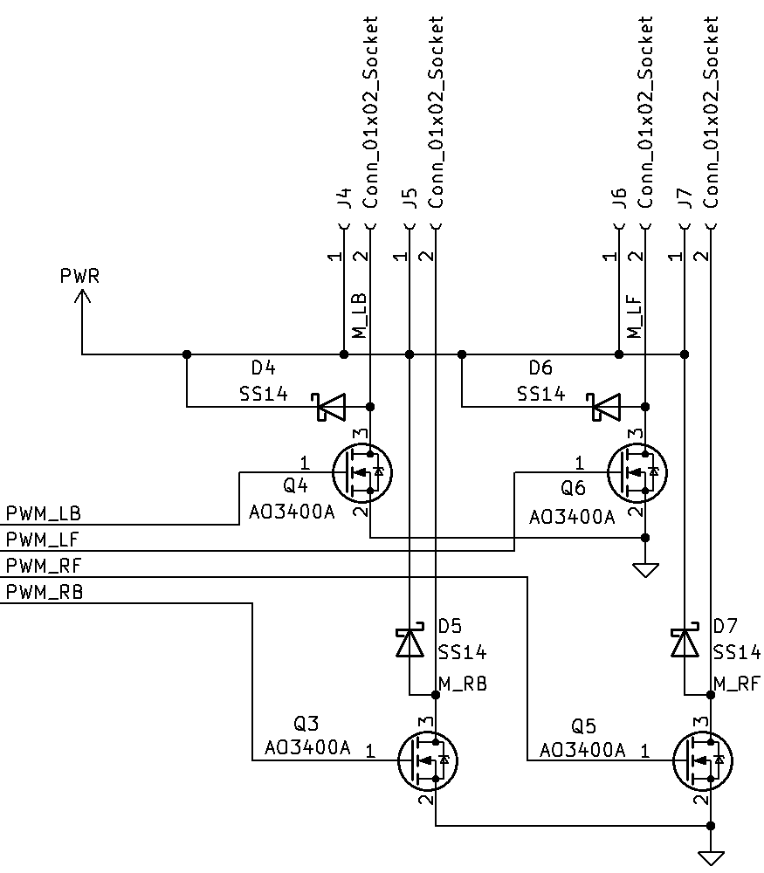 J4
Conn_01x02_Socket
J5
Conn_01x02_Socket
J6
Conn_01x02_Socket
J7
Conn_01x02_Socket
1
2
1
2
1
2
1
2
PWR
M_LB
M_LF
D4
SS14
D6
SS14
3
3
1
1
Q4
AO3400A
Q6
AO3400A
2
2
PWM_LB
PWM_LF
PWM_RF
PWM_RB
D5
SS14
D7
SS14
M_RB
M_RF
Q3
AO3400A
1
3
Q5
AO3400A
1
3
2
2